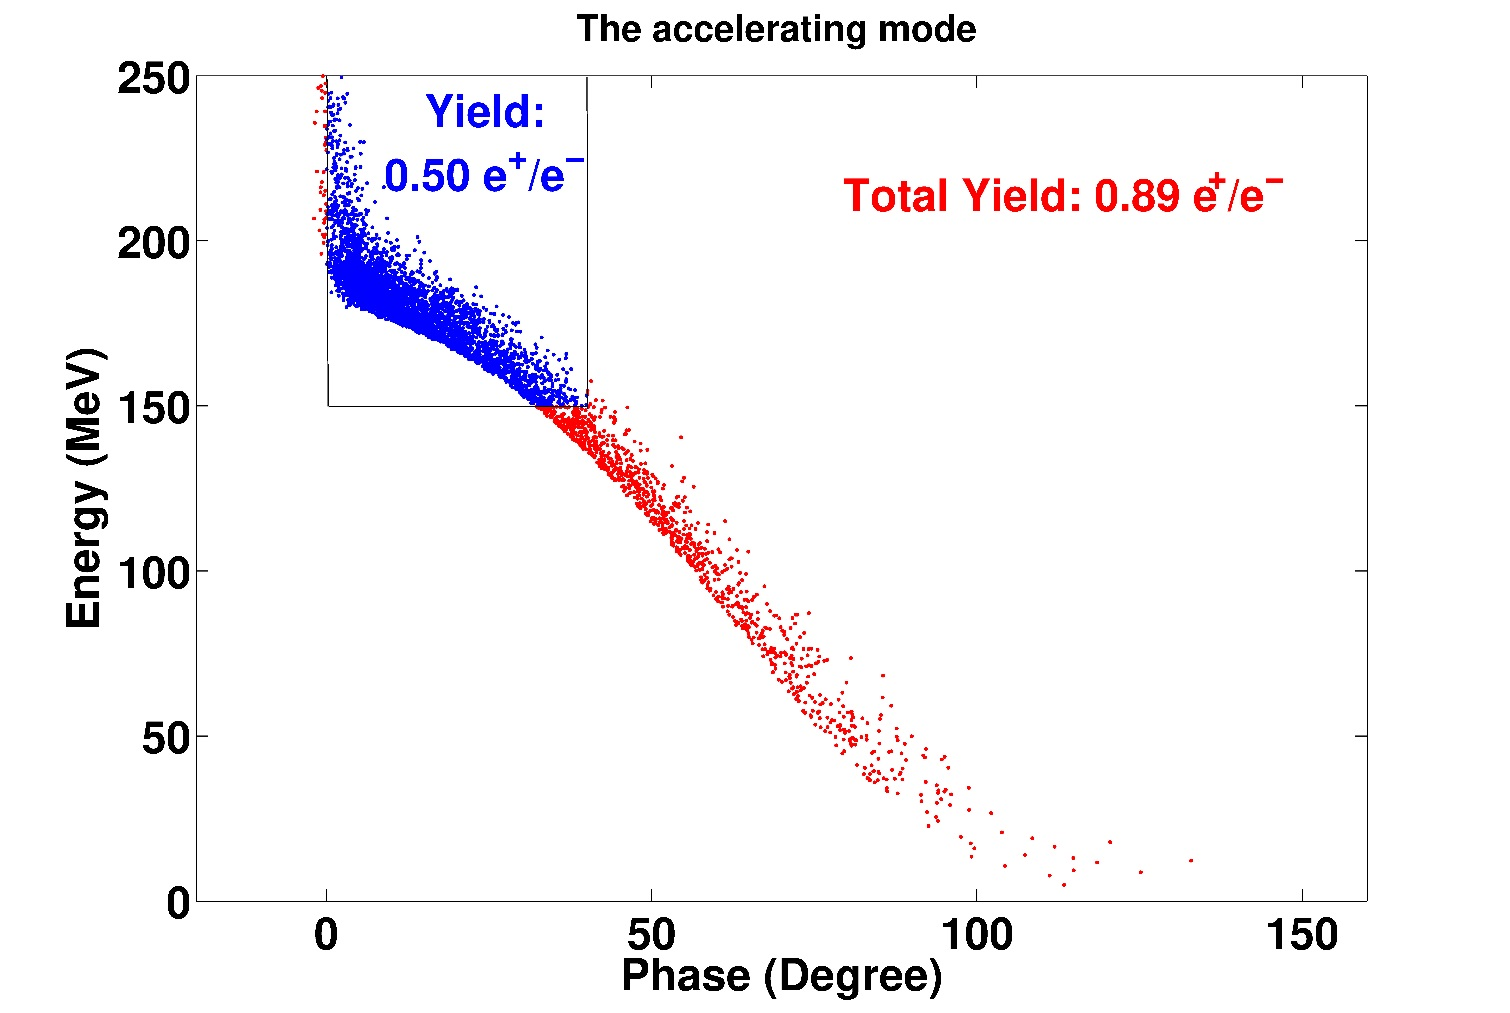 The accelerating mode
250
200
150
100
50
0
Energy (MeV)
Yield:
0.50 e⁺/e⁻
Total Yield: 0.89 e⁺/e⁻
0 50 100 150
Phase (Degree)